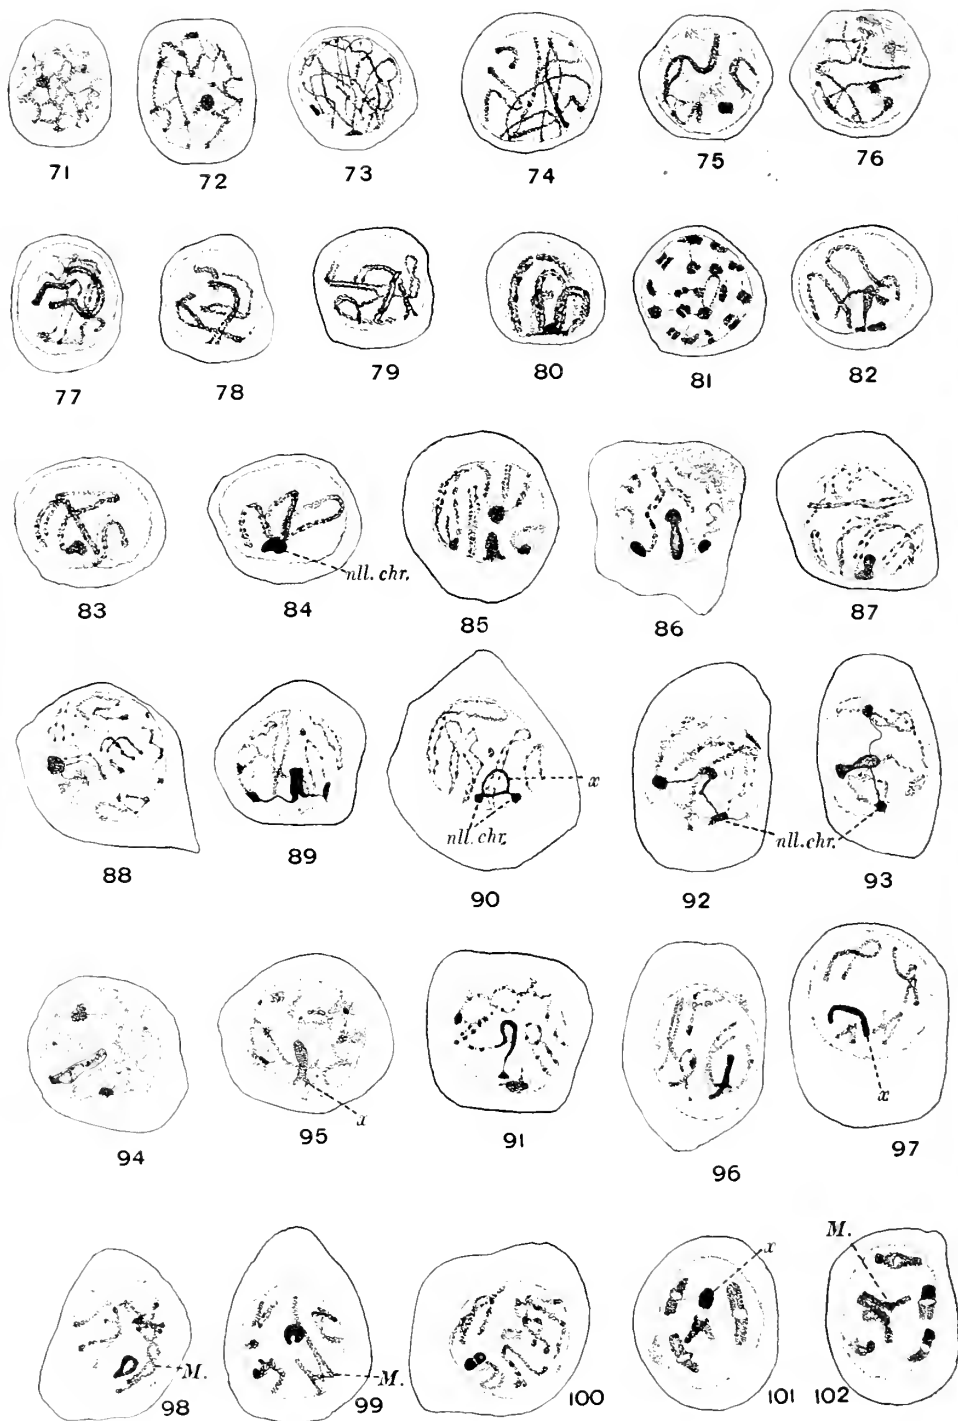 71 72 73 74 75 76
77 78 79 80 81 82
nll. chr.
83 84 85 86 87
x
nll. chr. nll. chr.
88 89 90 92 93
x x
94 95 91 96 97
M. x M.
M. M.
98 99 100 101 102